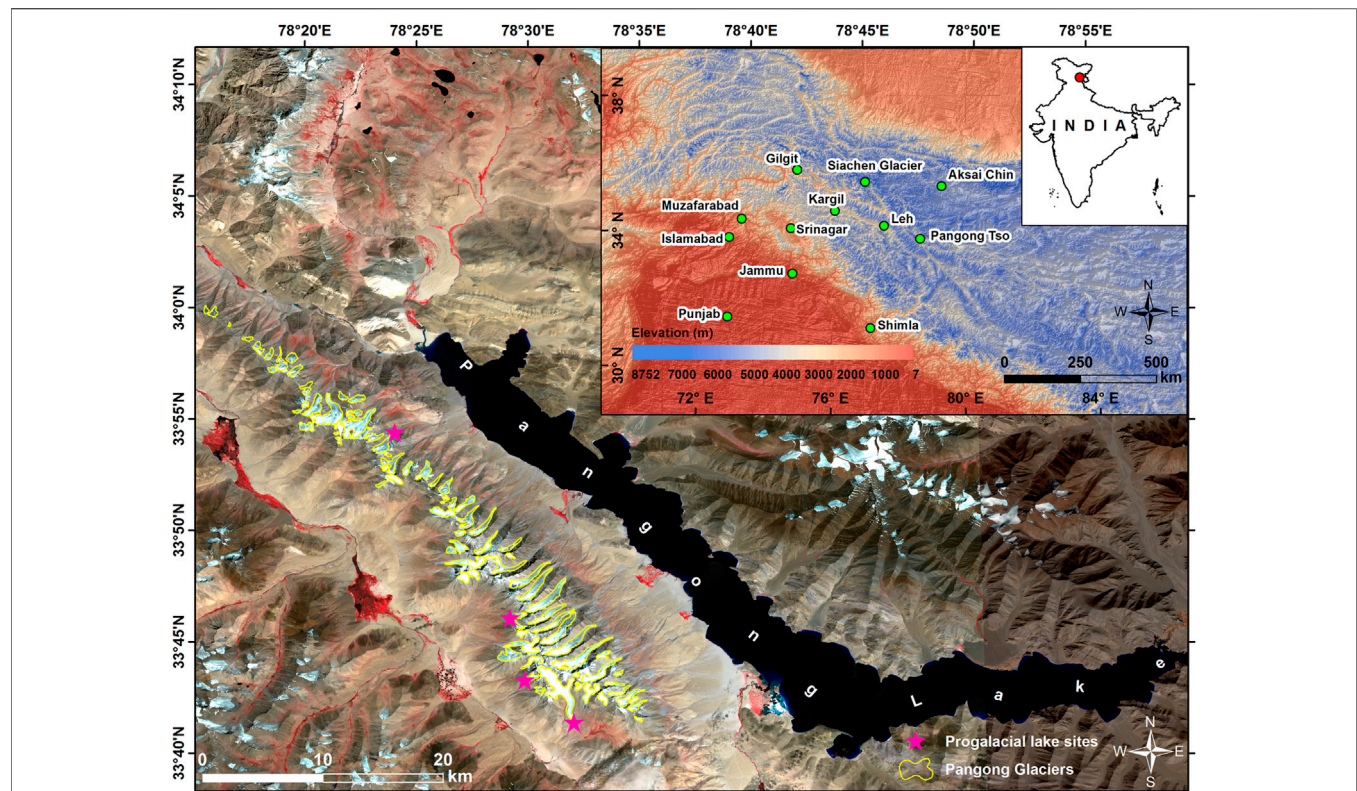 78°20'E 78°25'E 78°30'E 78°35'E 78°40'E 78°45'E 78°50'E 78°55'E
34°10'N
34°5'N
34°0'N
33°55'N
33°50'N
33°45'N
33°40'N
38° N
34° N
30° N
72° E 76° E 80° E 84° E
Gilgit
Siachen Glacier
Aksai Chin
Kargil
Muzafarabad
Leh
Srinagar
Islamabad
Pangong Tso
Jammu
Punjab
Shimla
Elevation (m)
8752 7000 6000 5000 4000 3000 2000 1000 7
N
W E
S
0 250 500
km
INDIA
Pangong Lake
Progalacial lake sites
Pangong Glaciers
N
W E
S
0 10 20
km